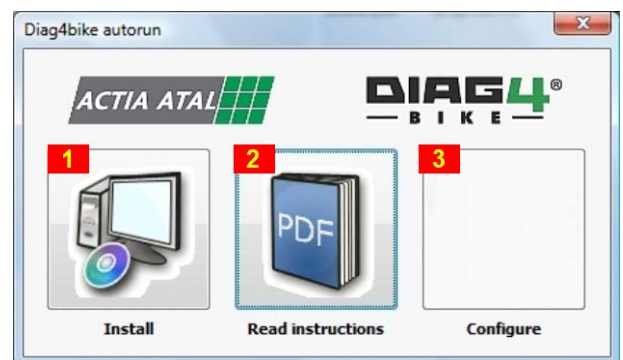 Diag4bike autorun
ACTIA ATAL
DIAG4®
BIKE
1
2
3
PDF
Install
Read instructions
Configure